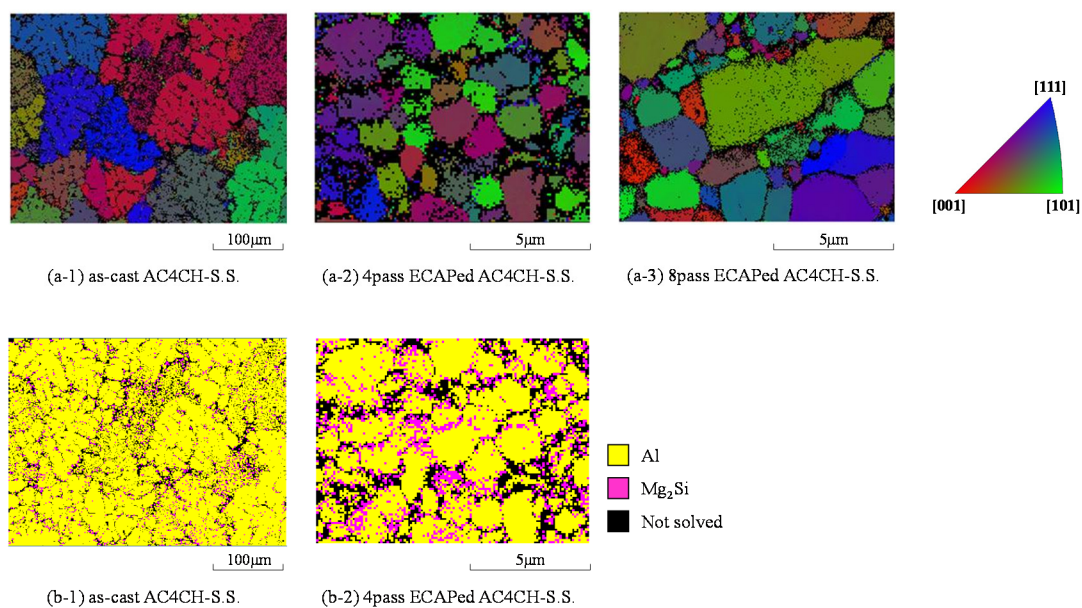 [111]
[001]
[101]
100μm
5μm
5μm
(a-1) as-cast AC4CH-S.S.
(a-2) 4pass ECAPed AC4CH-S.S.
(a-3) 8pass ECAPed AC4CH-S.S.
Al
Mg₂Si
Not solved
100μm
5μm
(b-1) as-cast AC4CH-S.S.
(b-2) 4pass ECAPed AC4CH-S.S.